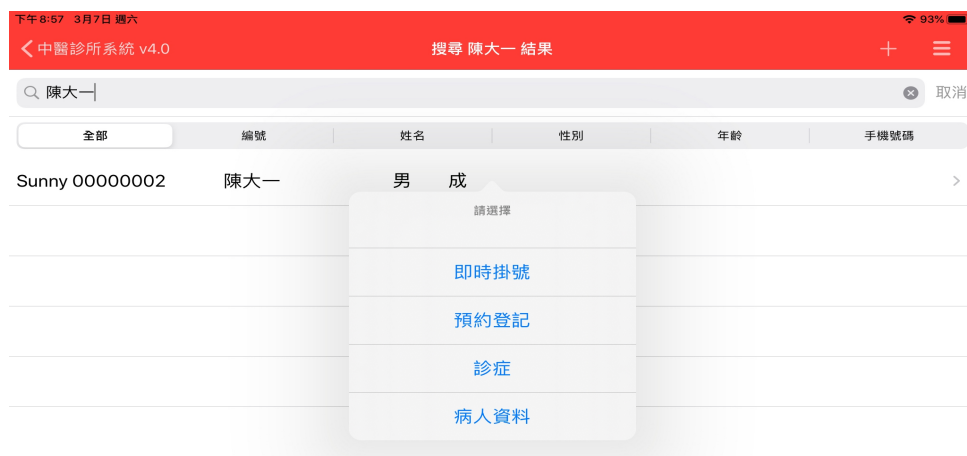 下午8:57 3月7日 週六 93%
中醫診所系統 v4.0 搜尋 陳大一 結果
陳大一 取消
全部 編號 姓名 性別 年齡 手機號碼
Sunny 00000002 陳大一 男 成
請選擇
即時掛號
預約登記
診症
病人資料